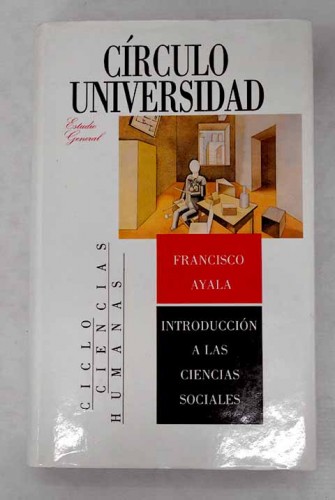 CÍRCULO
UNIVERSIDAD
Estudio
General
FRANCISCO
AYALA
INTRODUCCIÓN
A LAS
CIENCIAS
SOCIALES
CICLO
CIENCIAS
HUMANAS